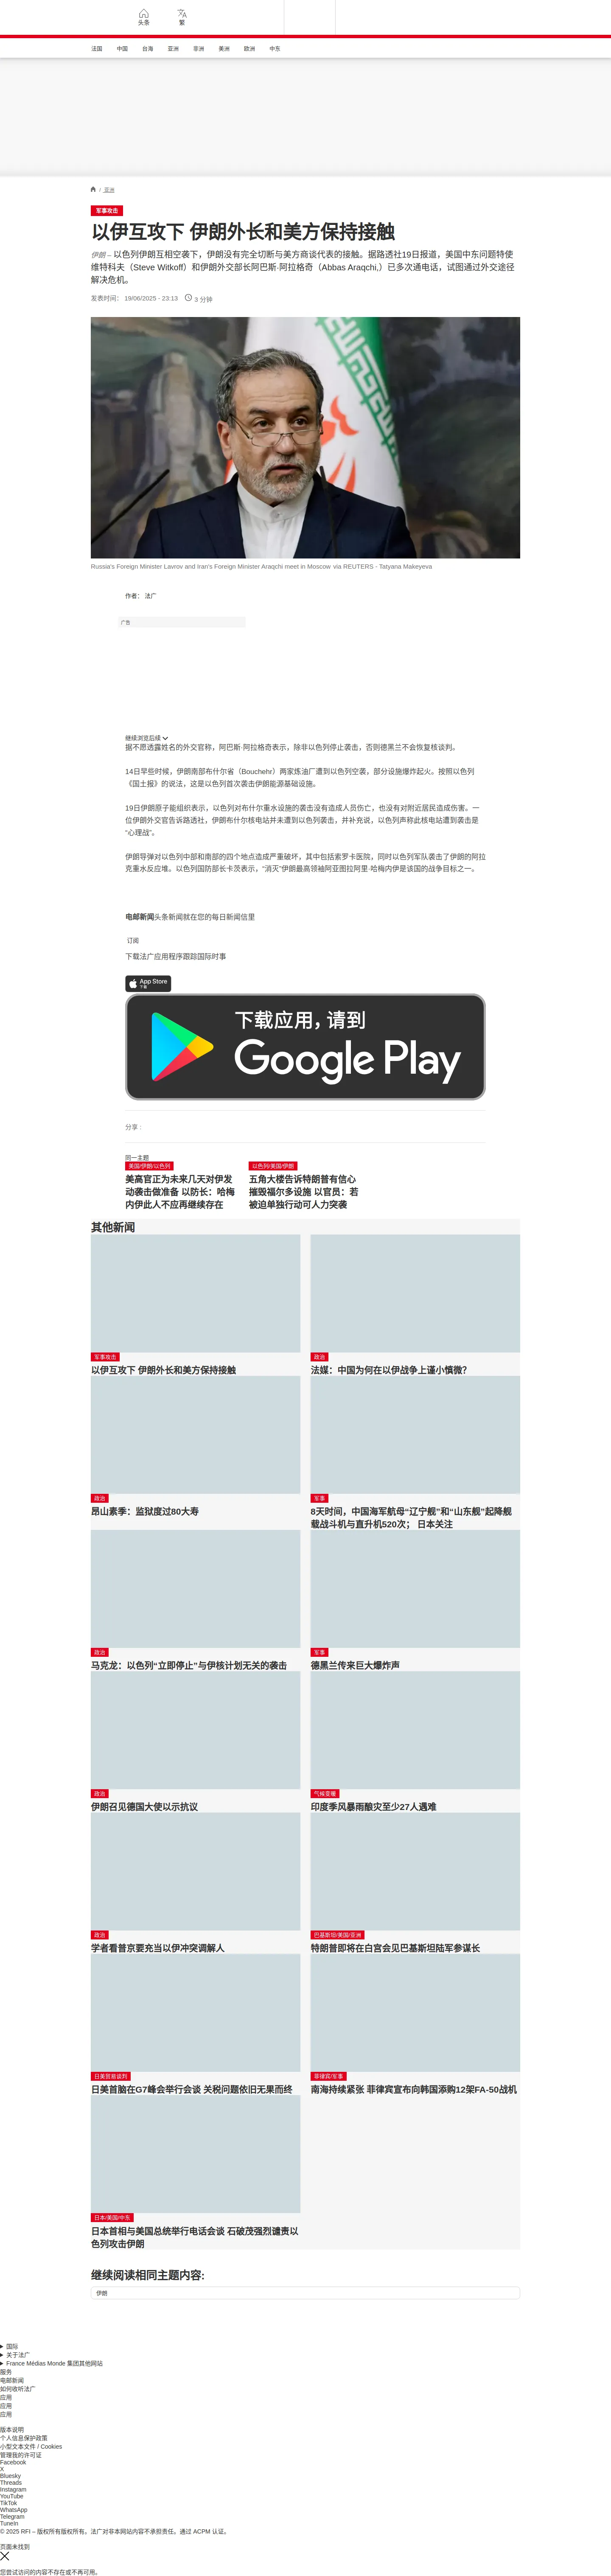 头条
繁
法国 中国 台海 亚洲 非洲 美洲 欧洲 中东
/ 亚洲
军事攻击
以伊互攻下 伊朗外长和美方保持接触
伊朗 – 以色列伊朗互相空袭下，伊朗没有完全切断与美方商谈代表的接触。据路透社19日报道，美国中东问题特使
维特科夫（Steve Witkoff）和伊朗外交部长阿巴斯·阿拉格奇（Abbas Araqchi,）已多次通电话，试图通过外交途径
解决危机。
发表时间： 19/06/2025 - 23:13 3 分钟
Russia's Foreign Minister Lavrov and Iran's Foreign Minister Araqchi meet in Moscow via REUTERS - Tatyana Makeyeva
作者： 法广
广告
继续浏览后续
据不愿透露姓名的外交官称，阿巴斯·阿拉格奇表示，除非以色列停止袭击，否则德黑兰不会恢复核谈判。
14日早些时候，伊朗南部布什尔省（Bouchehr）两家炼油厂遭到以色列空袭，部分设施爆炸起火。按照以色列
《国土报》的说法，这是以色列首次袭击伊朗能源基础设施。
19日伊朗原子能组织表示，以色列对布什尔重水设施的袭击没有造成人员伤亡，也没有对附近居民造成伤害。一
位伊朗外交官告诉路透社，伊朗布什尔核电站并未遭到以色列袭击，并补充说，以色列声称此核电站遭到袭击是
“心理战”。
伊朗导弹对以色列中部和南部的四个地点造成严重破坏，其中包括索罗卡医院，同时以色列军队袭击了伊朗的阿拉
克重水反应堆。以色列国防部长卡茨表示，“消灭”伊朗最高领袖阿亚图拉阿里·哈梅内伊是该国的战争目标之一。
电邮新闻头条新闻就在您的每日新闻信里
订阅
下载法广应用程序跟踪国际时事
App Store
下载
下载应用，请到
Google Play
分享 :
同一主题
美国/伊朗/以色列
美高官正为未来几天对伊发
动袭击做准备 以防长：哈梅
内伊此人不应再继续存在
以色列/美国/伊朗
五角大楼告诉特朗普有信心
摧毁福尔多设施 以官员：若
被迫单独行动可人力突袭
其他新闻
军事攻击
以伊互攻下 伊朗外长和美方保持接触
政治
法媒：中国为何在以伊战争上谨小慎微？
政治
昂山素季：监狱度过80大寿
军事
8天时间，中国海军航母“辽宁舰”和“山东舰”起降舰
载战斗机与直升机520次； 日本关注
政治
马克龙：以色列“立即停止”与伊核计划无关的袭击
军事
德黑兰传来巨大爆炸声
政治
伊朗召见德国大使以示抗议
气候变暖
印度季风暴雨酿灾至少27人遇难
政治
学者看普京要充当以伊冲突调解人
巴基斯坦/美国/亚洲
特朗普即将在白宫会见巴基斯坦陆军参谋长
日美贸易谈判
日美首脑在G7峰会举行会谈 关税问题依旧无果而终
菲律宾/军事
南海持续紧张 菲律宾宣布向韩国添购12架FA-50战机
日本/美国/中东
日本首相与美国总统举行电话会谈 石破茂强烈谴责以
色列攻击伊朗
继续阅读相同主题内容:
伊朗
国际
关于法广
France Médias Monde 集团其他网站
服务
电邮新闻
如何收听法广
应用
应用
应用
版本说明
个人信息保护政策
小型文本文件 / Cookies
管理我的许可证
Facebook
X
Bluesky
Threads
Instagram
YouTube
TikTok
WhatsApp
Telegram
TuneIn
© 2025 RFI – 版权所有版权所有。法广对非本网站内容不承担责任。通过 ACPM 认证。
页面未找到
您尝试访问的内容不存在或不再可用。